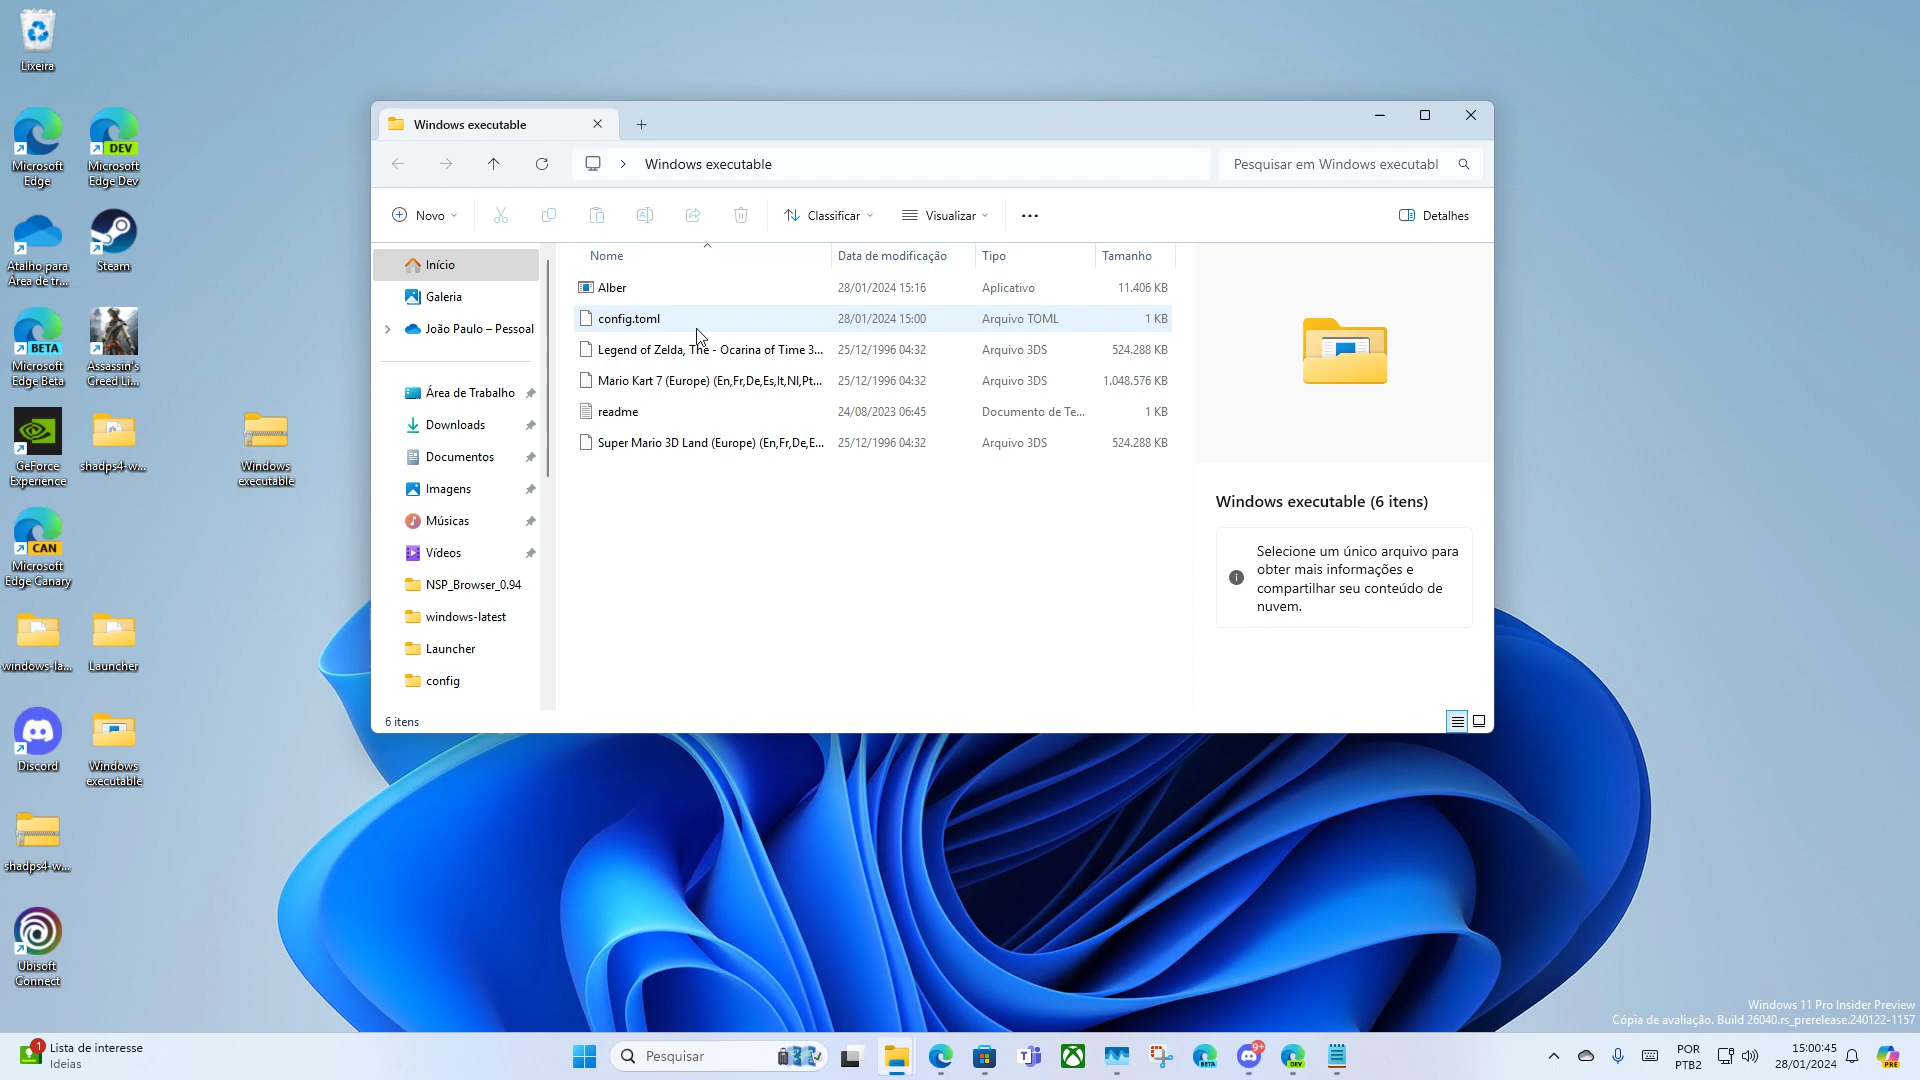 Lixeira
Microsoft
Edge
Microsoft
Edge Dev
DEV
Atalho para
Área de tr...
Steam
Microsoft
Edge Beta
BETA
Assassin's
Creed Li...
GeForce
Experience
shadps4-w...
Windows
executable
Microsoft
Edge Canary
CAN
windows-la...
Launcher
Discord
Windows
executable
shadps4-w...
Ubisoft
Connect
Windows executable
Windows executable
Pesquisar em Windows executabl
Novo
Classificar
Visualizar
Detalhes
Início
Galeria
João Paulo – Pessoal
Área de Trabalho
Downloads
Documentos
Imagens
Músicas
Vídeos
NSP_Browser_0.94
windows-latest
Launcher
config
Nome Data de modificação Tipo Tamanho
Alber 28/01/2024 15:16 Aplicativo 11.406 KB
config.toml 28/01/2024 15:00 Arquivo TOML 1 KB
Legend of Zelda, The - Ocarina of Time 3... 25/12/1996 04:32 Arquivo 3DS 524.288 KB
Mario Kart 7 (Europe) (En,Fr,De,Es,It,Nl,Pt... 25/12/1996 04:32 Arquivo 3DS 1.048.576 KB
readme 24/08/2023 06:45 Documento de Te... 1 KB
Super Mario 3D Land (Europe) (En,Fr,De,E... 25/12/1996 04:32 Arquivo 3DS 524.288 KB
Windows executable (6 itens)
Selecione um único arquivo para
obter mais informações e
compartilhar seu conteúdo de
nuvem.
6 itens
Windows 11 Pro Insider Preview
Cópia de avaliação. Build 26040.rs_prerelease.240122-1157
1
Lista de interesse
Ideias
Pesquisar
BETA
9+
DEV
POR
PTB2
15:00:45
28/01/2024
PRE